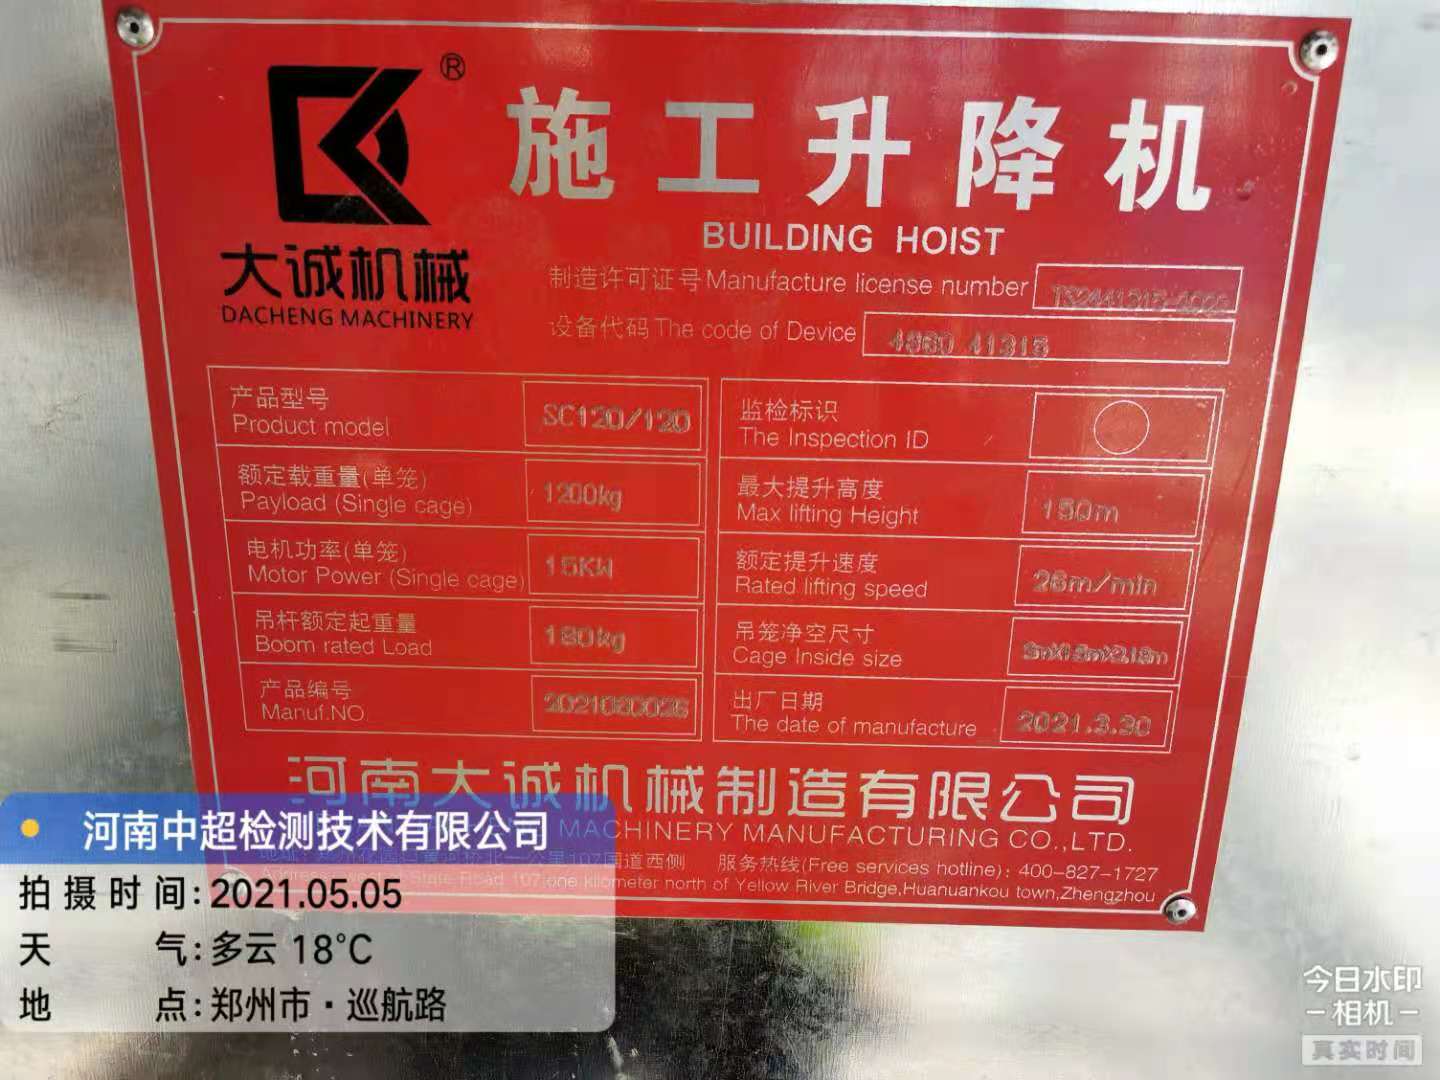 ®
施工升降机
BUILDING HOIST
大诚机械
DACHENG MACHINERY
制造许可证号 Manufacture license number
设备代码 The code of Device 4860 41315
产品型号
Product model SC120/120
额定载重量(单笼)
Payload (Single cage) 1200kg
电机功率(单笼)
Motor Power (Single cage) 15KW
吊杆额定起重量
Boom rated Load 180kg
产品编号
Manuf.NO.
监检标识
The Inspection ID
最大提升高度
Max lifting Height 150m
额定提升速度
Rated lifting speed 26m/min
吊笼净空尺寸
Cage Inside size
出厂日期
The date of manufacture 2021.3.30
河南大诚机械制造有限公司
MACHINERY MANUFACTURING CO.,LTD.
107国道西侧 服务热线(Free services hotline): 400-827-1727
State Road 107,one kilometer north of Yellow River Bridge,Huanuankou town,Zhengzhou
河南中超检测技术有限公司
拍摄时间:2021.05.05
天气:多云 18℃
地点:郑州市·巡航路
今日水印
-相机-
真实时间